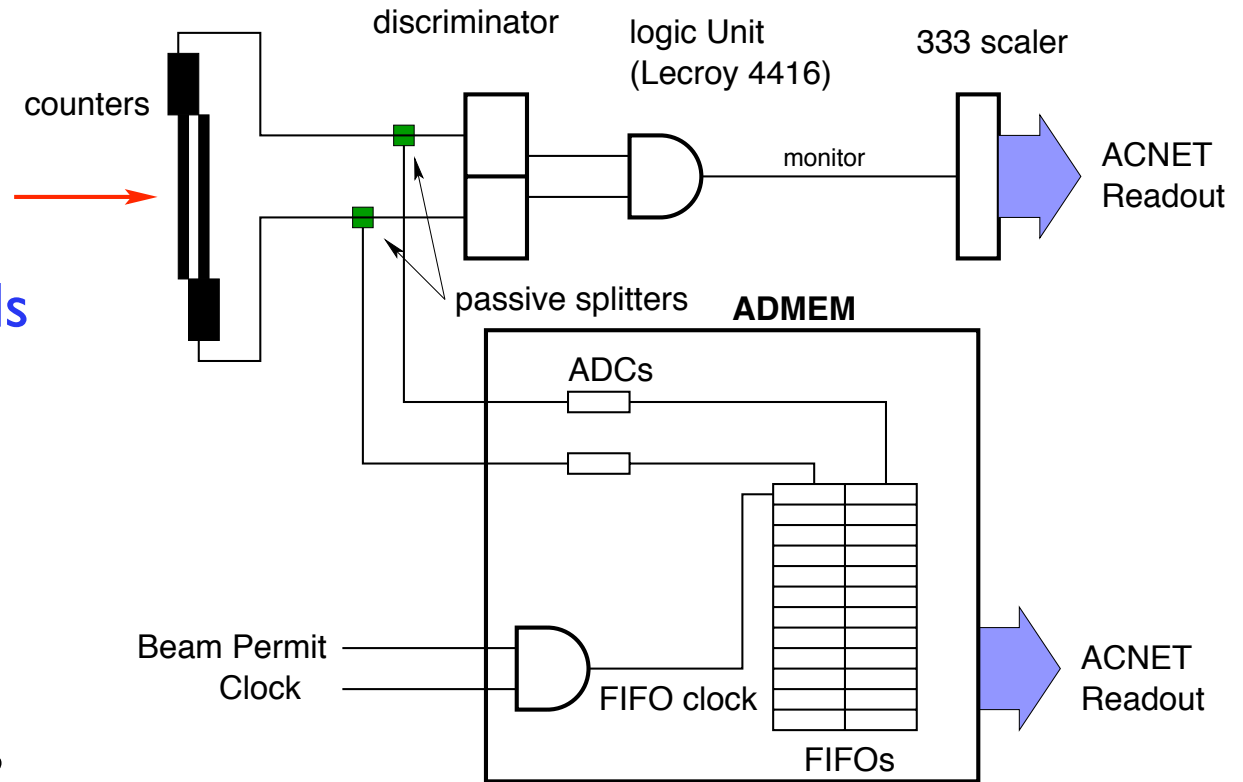 discriminator
logic Unit
(Lecroy 4416)
333 scaler
counters
monitor
ACNET
Readout
passive splitters
ADMEM
ADCs
Beam Permit
Clock
FIFO clock
ACNET
Readout
FIFOs